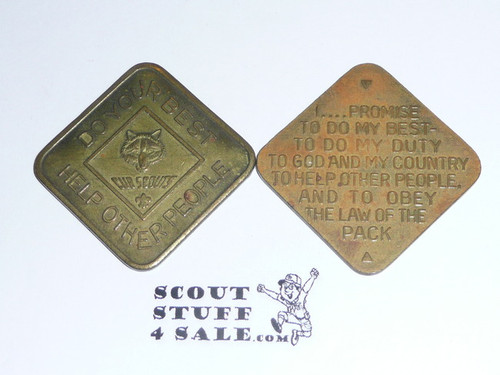 DO YOUR BEST
CUB SCOUTS
HELP OTHER PEOPLE
I....PROMISE
TO DO MY BEST-
TO DO MY DUTY
TO GOD AND MY COUNTRY
TO HELP OTHER PEOPLE,
AND TO OBEY
THE LAW OF THE
PACK
SCOUT
STUFF
4 SALE.COM